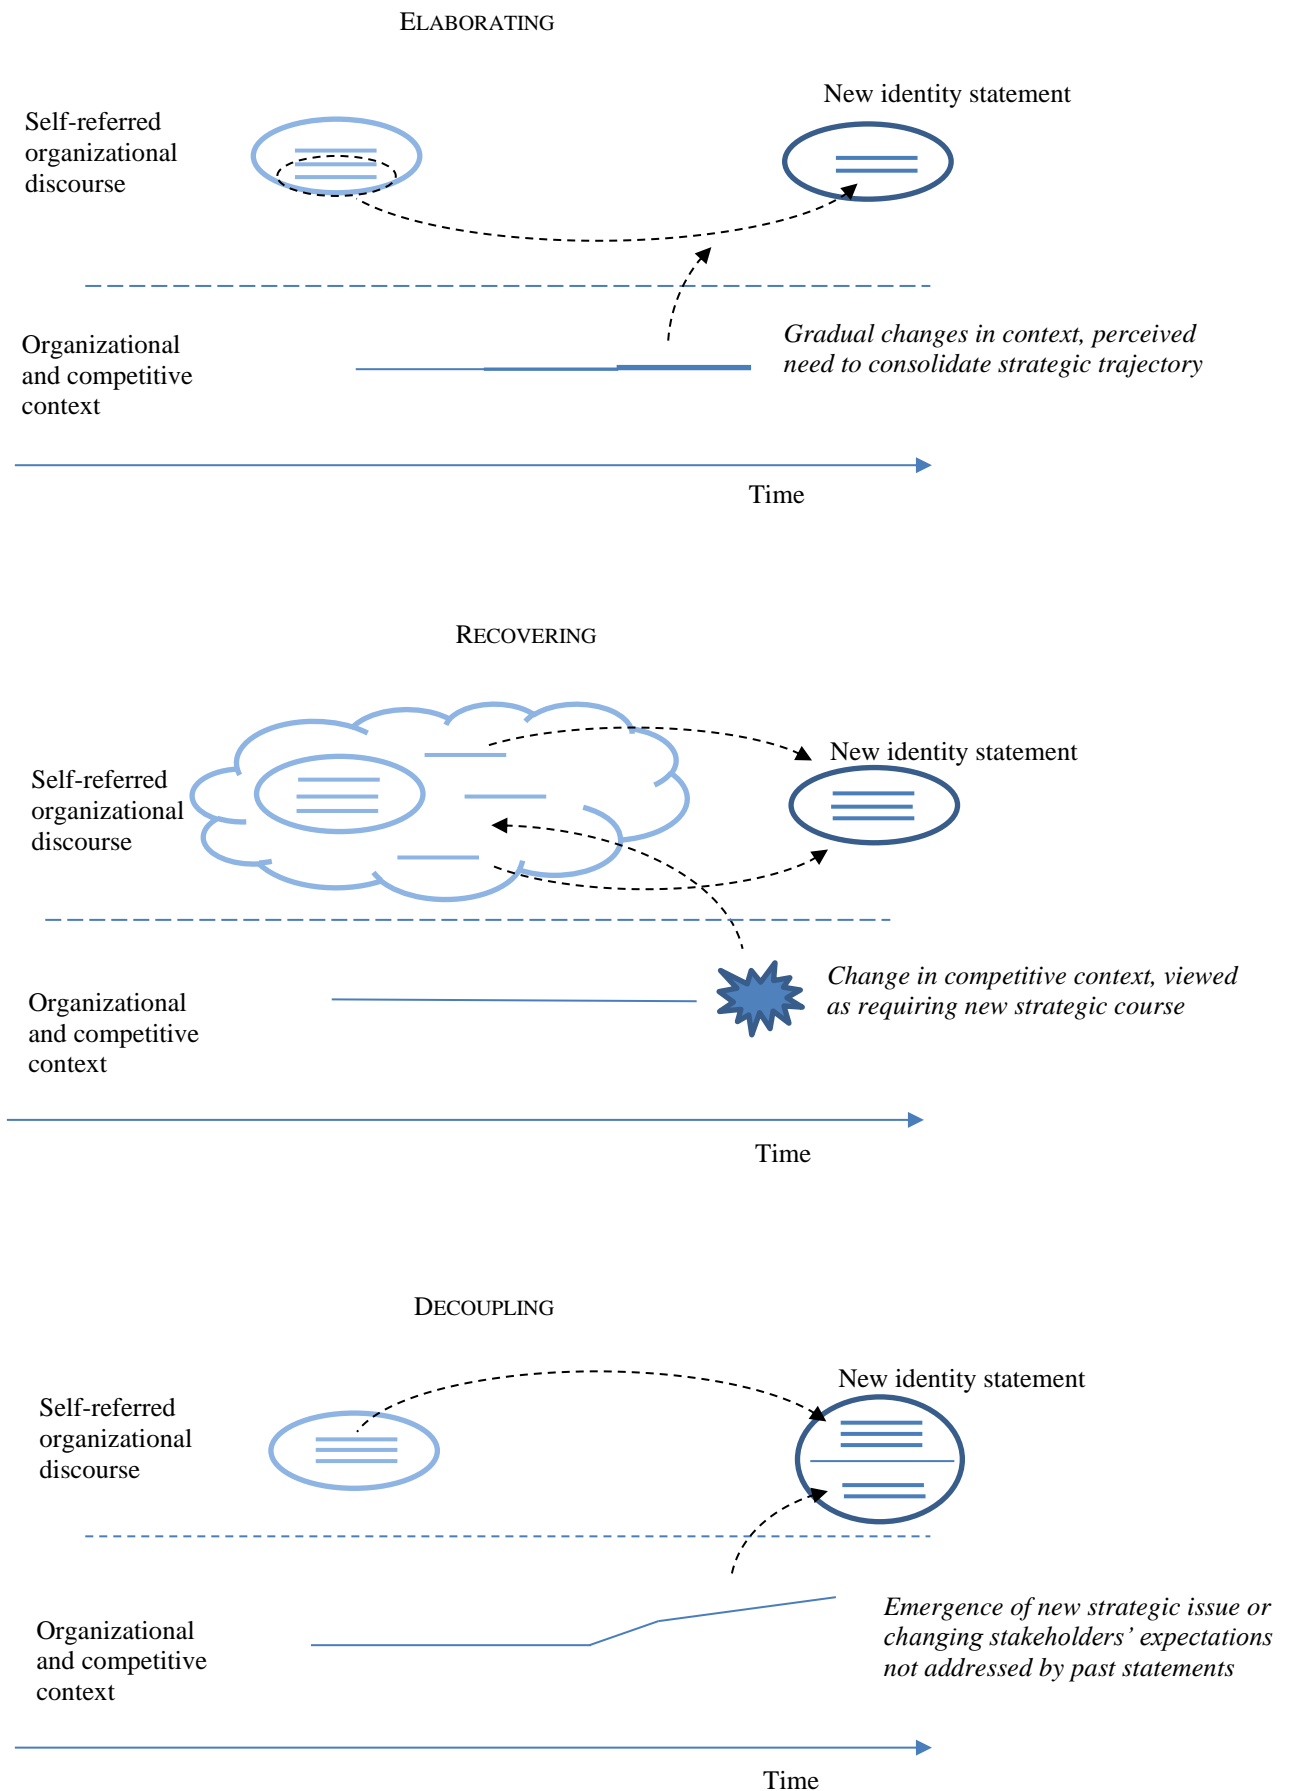 ELABORATING
New identity statement
Self-referred
organizational
discourse
Gradual changes in context, perceived
need to consolidate strategic trajectory
Organizational
and competitive
context
Time
RECOVERING
New identity statement
Self-referred
organizational
discourse
Change in competitive context, viewed
as requiring new strategic course
Organizational
and competitive
context
Time
DECOUPLING
New identity statement
Self-referred
organizational
discourse
Emergence of new strategic issue or
changing stakeholders’ expectations
not addressed by past statements
Organizational
and competitive
context
Time